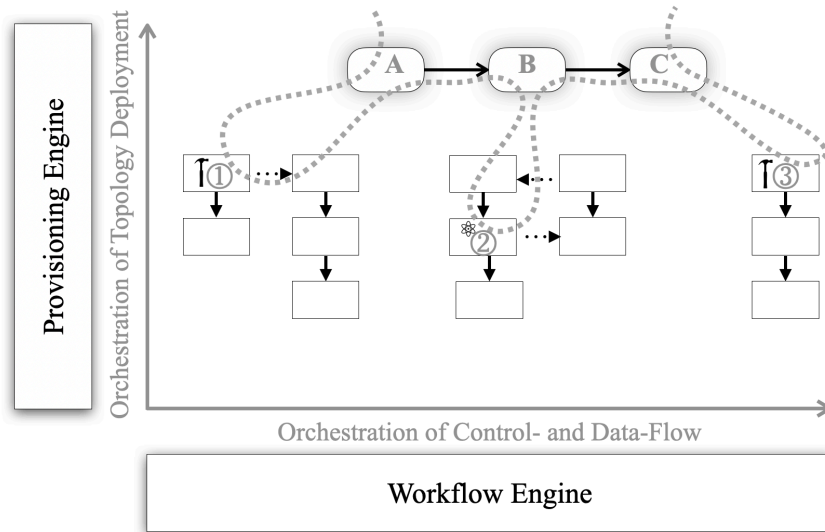 Provisioning Engine
Orchestration of Topology Deployment
A
B
C
①
②
③
Orchestration of Control- and Data-Flow
Workflow Engine